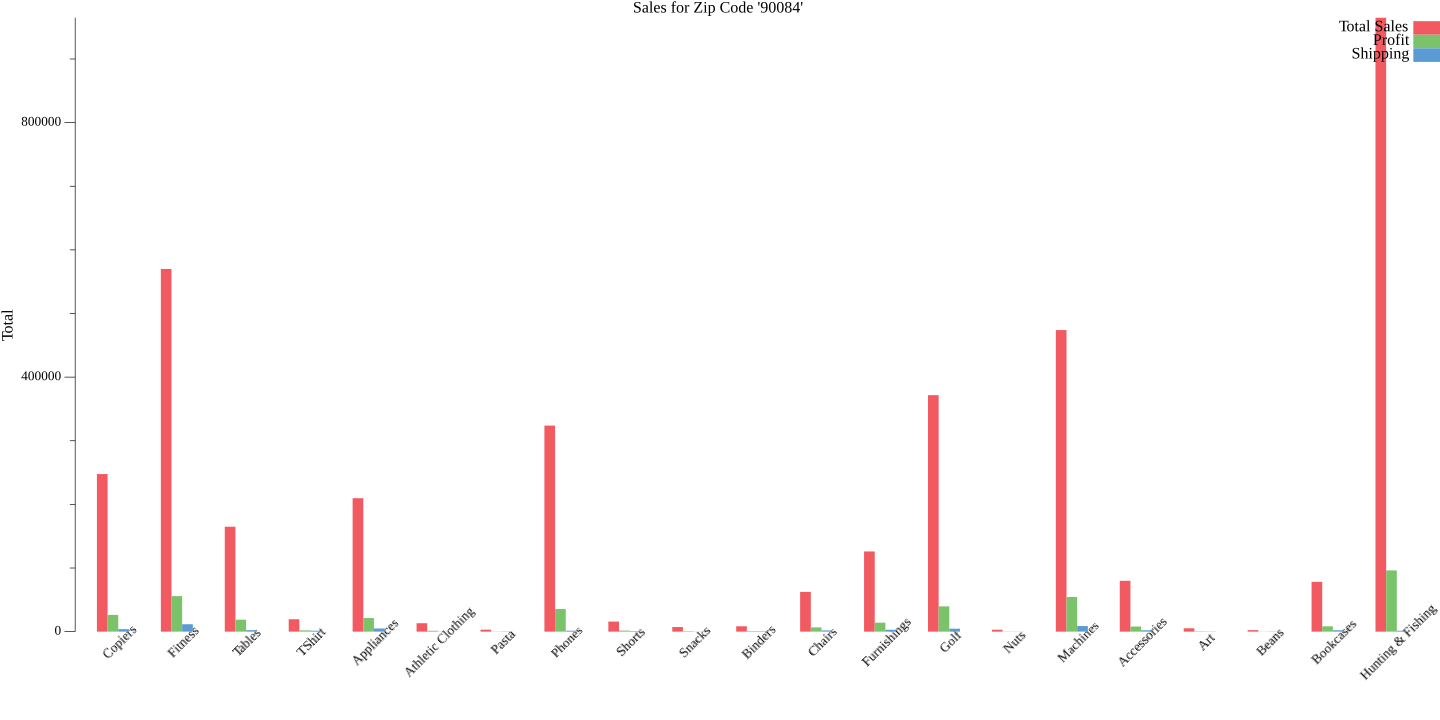 Sales for Zip Code '90084'
Total Sales
Profit
Shipping
800000
400000
0
Total
Copiers
Fitness
Tables
TShirt
Appliances
Athletic Clothing
Pasta
Phones
Shorts
Snacks
Binders
Chairs
Furnishings
Golf
Nuts
Machines
Accessories
Art
Beans
Bookcases
Hunting & Fishing